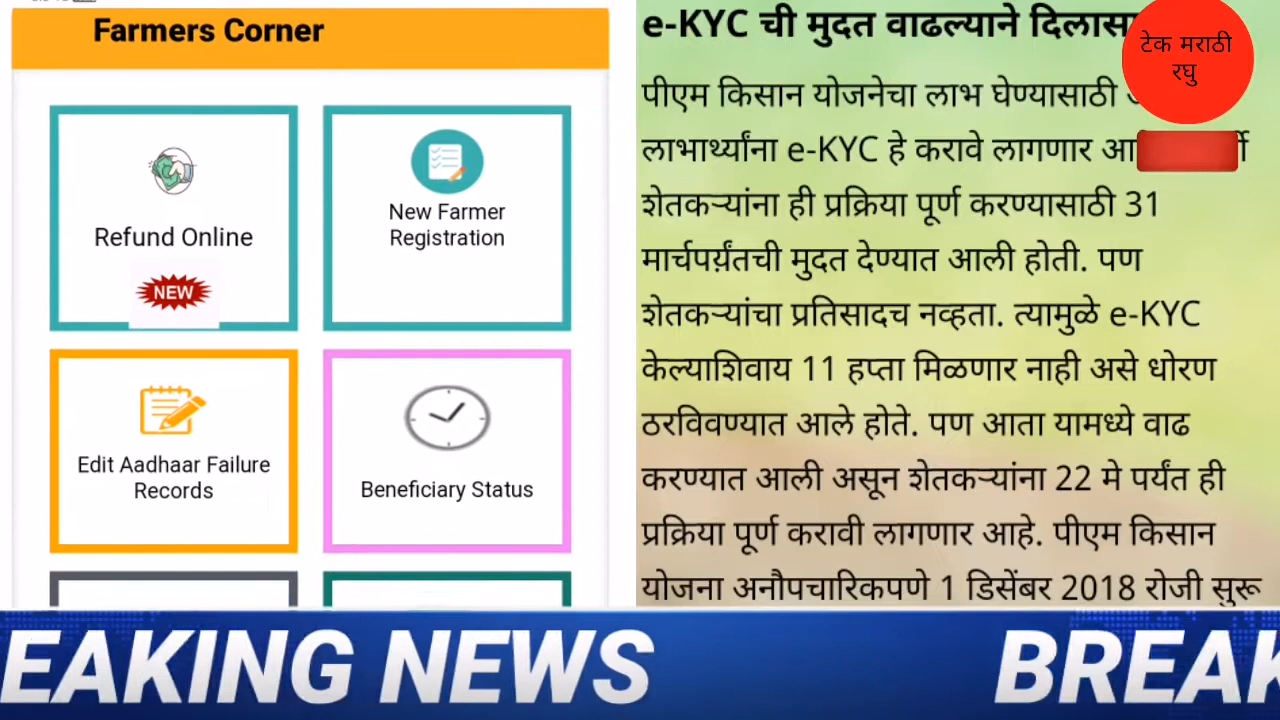 Farmers Corner
Refund Online
NEW
New Farmer
Registration
Edit Aadhaar Failure
Records
Beneficiary Status
e-KYC ची मुदत वाढल्याने दिलासा
पीएम किसान योजनेचा लाभ घेण्यासाठी
लाभार्थ्यांना e-KYC हे करावे लागणार
शेतकऱ्यांना ही प्रक्रिया पूर्ण करण्यासाठी 31
मार्चपर्य़ंतची मुदत देण्यात आली होती. पण
शेतकऱ्यांचा प्रतिसादच नव्हता. त्यामुळे e-KYC
केल्याशिवाय 11 हप्ता मिळणार नाही असे धोरण
ठरविवण्यात आले होते. पण आता यामध्ये वाढ
करण्यात आली असून शेतकऱ्यांना 22 मे पर्यंत ही
प्रक्रिया पूर्ण करावी लागणार आहे. पीएम किसान
योजना अनौपचारिकपणे 1 डिसेंबर 2018 रोजी सुरू
टेक मराठी
रघु
EAKING NEWS BREAK